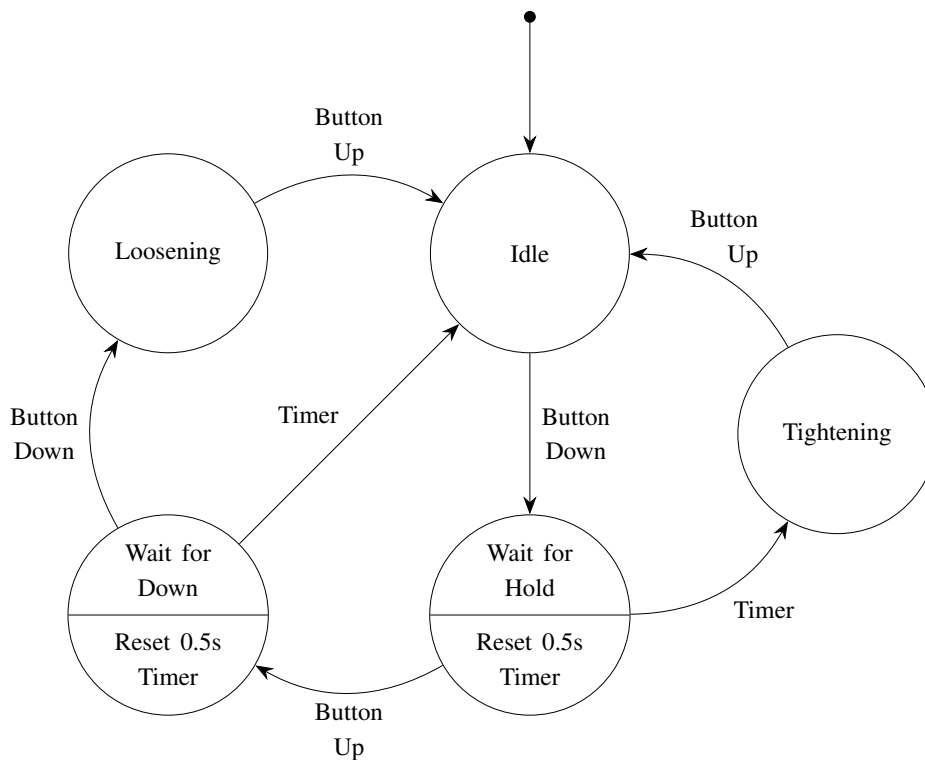 Button
Up
Loosening
Idle
Button
Up
Button
Down
Timer
Button
Down
Tightening
Wait for
Down
Reset 0.5s
Timer
Wait for
Hold
Reset 0.5s
Timer
Timer
Button
Up